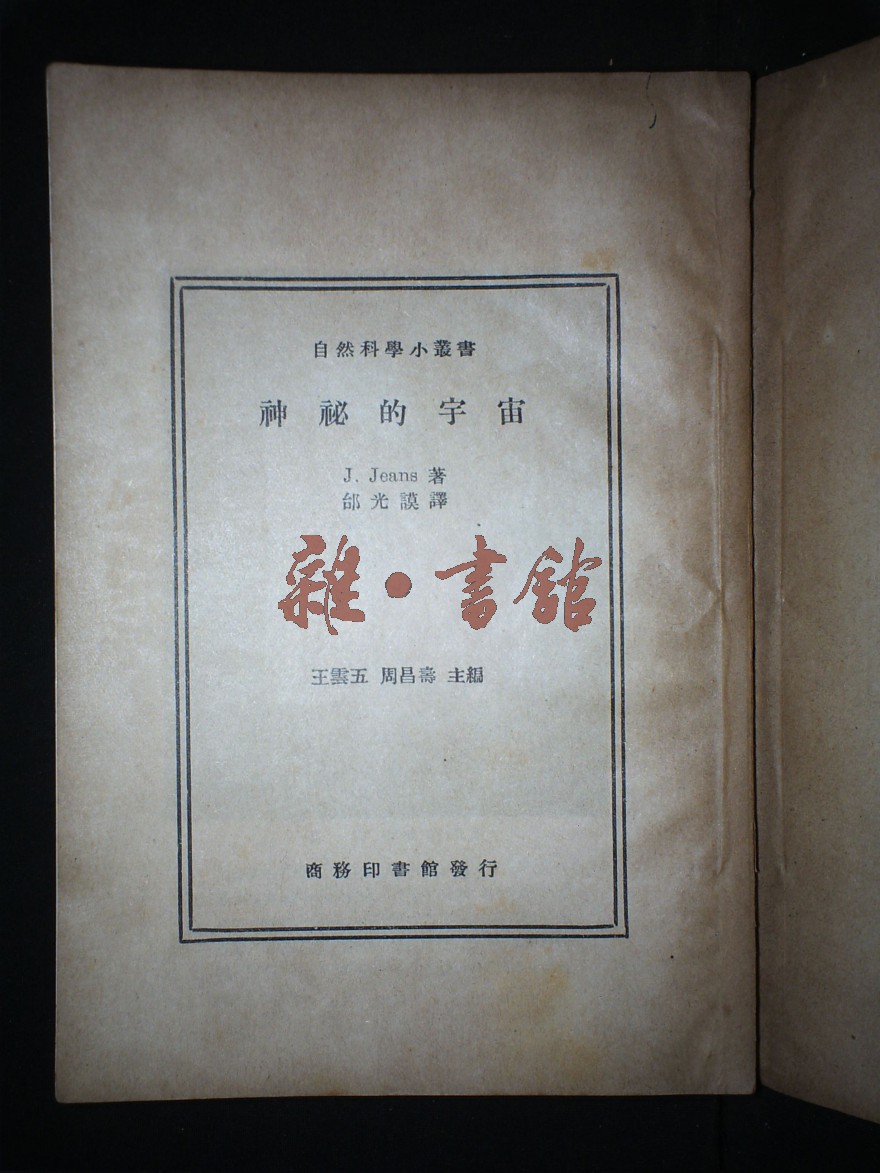 自然科學小叢書
神祕的宇宙
J. Jeans 著
邰光謨譯
雜·書館
王雲五 周昌壽 主編
商務印書館發行